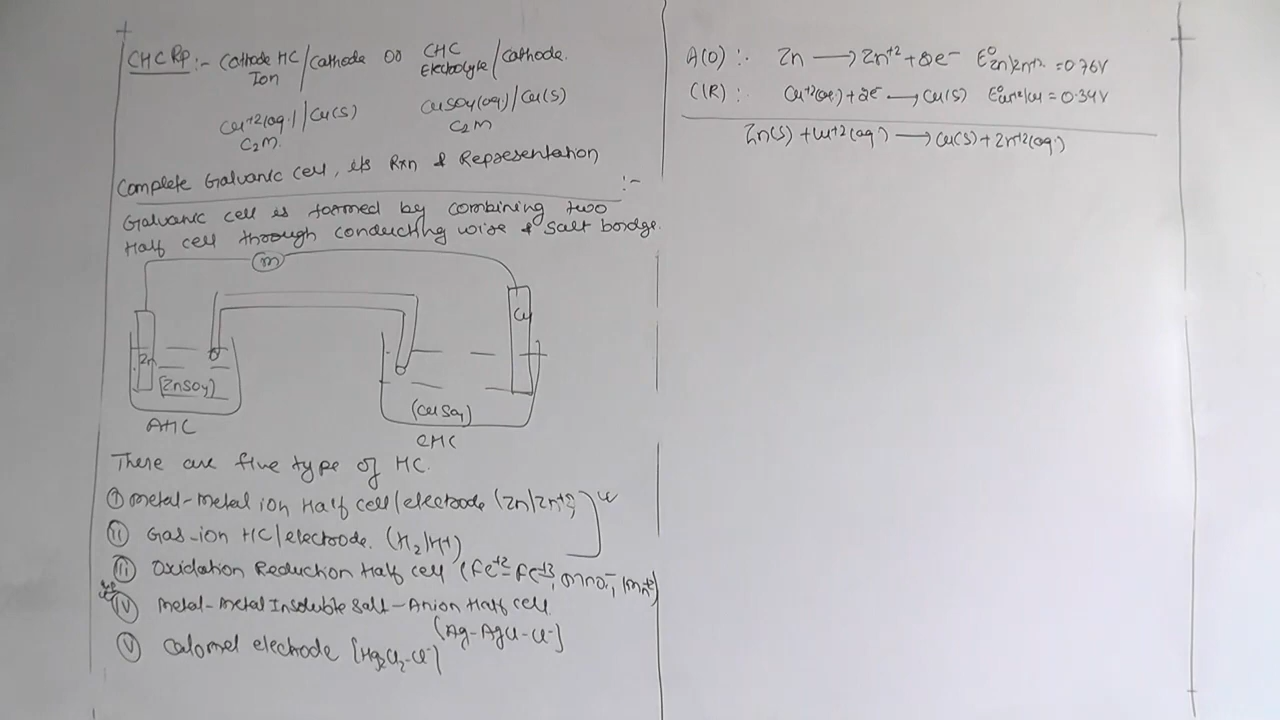 CHC Rp :- Cathode HC Ion / Cathode OR CHC Electrolyte / Cathode.
Cu+2(aq.) | Cu(s) CuSO4(aq.) | Cu(s)
C2M. C2M
Complete Galvanic cell, its Rxn & Representation :-
Galvanic cell is formed by combining two
Half cell through conducting wire & salt bridge.
m
Zn Cu
(ZnSO4) (CuSO4)
AHC CHC
There are five type of HC.
(i) Metal-Metal ion Half cell/electrode (Zn/Zn+2)
(ii) Gas-ion HC/electrode. (H2/H+)
(iii) Oxidation Reduction Half cell (Fe+2-Fe+3, MnO4-/Mn+2)
(iv) Metal-Metal Insoluble Salt-Anion Half cell.
(Ag-AgCl-Cl-)
(v) Calomel electrode [Hg2Cl2-Cl-]
A(O) :- Zn ⟶ Zn+2 + 2e- E°Zn/Zn+2. = 0.76V
C(R) :- Cu+2(aq.) + 2e- ⟶ Cu(s) E°Cu+2/Cu = 0.34V
Zn(s) + Cu+2(aq.) ⟶ Cu(s) + Zn+2(aq.)